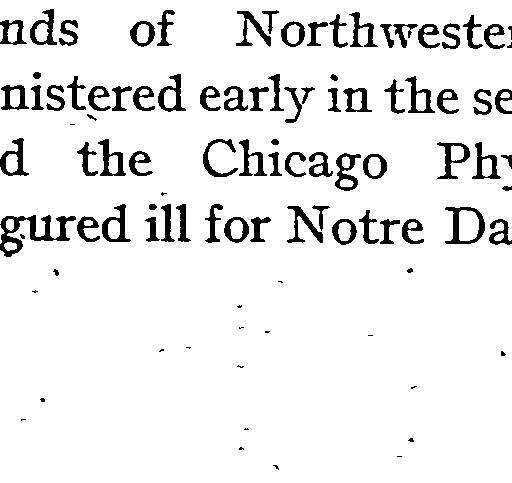 nds of Northwester
nistered early in the se
d the Chicago Phy
gured ill for Notre Da